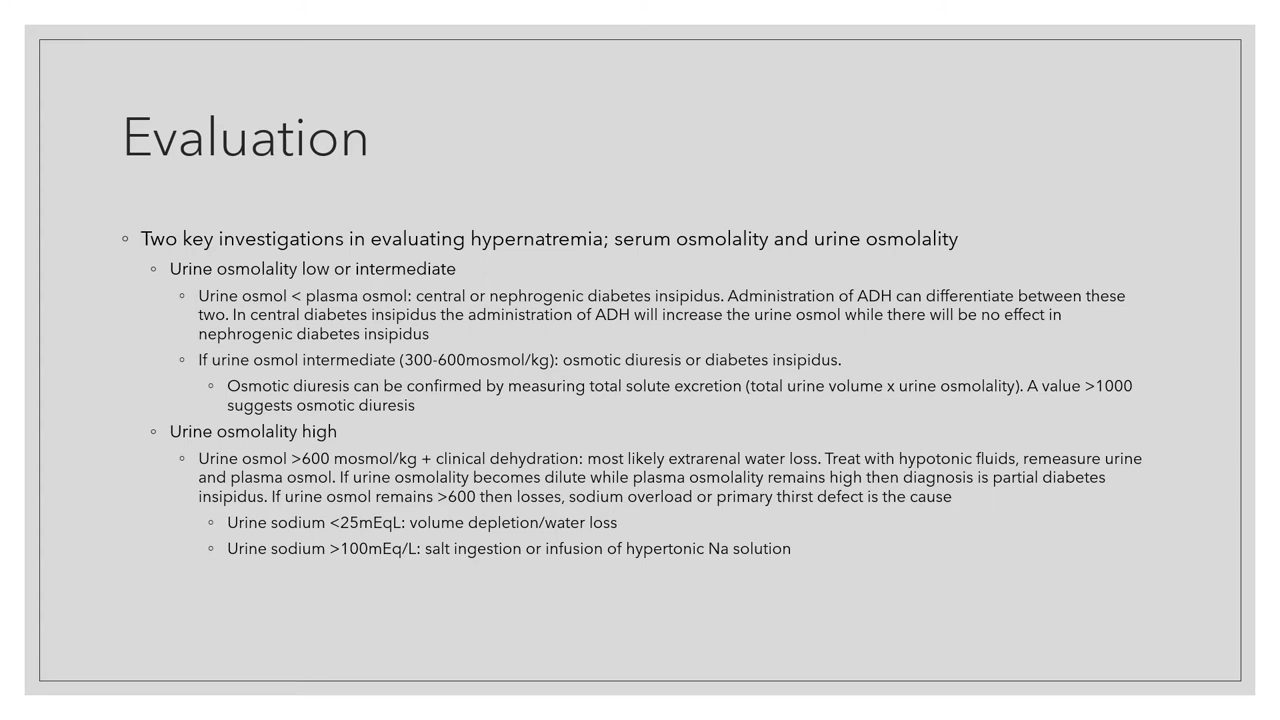 Evaluation
◦ Two key investigations in evaluating hypernatremia; serum osmolality and urine osmolality
◦ Urine osmolality low or intermediate
◦ Urine osmol < plasma osmol: central or nephrogenic diabetes insipidus. Administration of ADH can differentiate between these
two. In central diabetes insipidus the administration of ADH will increase the urine osmol while there will be no effect in
nephrogenic diabetes insipidus
◦ If urine osmol intermediate (300-600mosmol/kg): osmotic diuresis or diabetes insipidus.
◦ Osmotic diuresis can be confirmed by measuring total solute excretion (total urine volume x urine osmolality). A value >1000
suggests osmotic diuresis
◦ Urine osmolality high
◦ Urine osmol >600 mosmol/kg + clinical dehydration: most likely extrarenal water loss. Treat with hypotonic fluids, remeasure urine
and plasma osmol. If urine osmolality becomes dilute while plasma osmolality remains high then diagnosis is partial diabetes
insipidus. If urine osmol remains >600 then losses, sodium overload or primary thirst defect is the cause
◦ Urine sodium <25mEqL: volume depletion/water loss
◦ Urine sodium >100mEq/L: salt ingestion or infusion of hypertonic Na solution